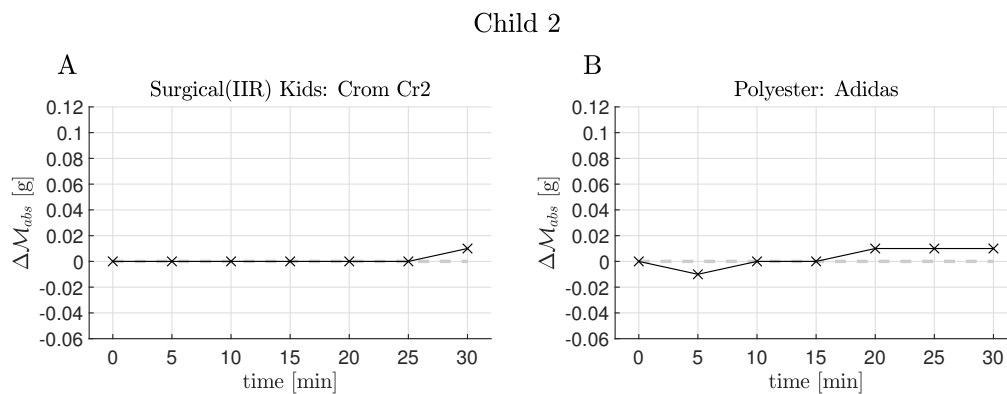 Child 2
A
Surgical(IIR) Kids: Crom Cr2
0.12
0.1
0.08
0.06
0.04
0.02
0
-0.02
-0.04
-0.06
Δℳabs [g]
0 5 10 15 20 25 30
time [min]
B
Polyester: Adidas
0.12
0.1
0.08
0.06
0.04
0.02
0
-0.02
-0.04
-0.06
Δℳabs [g]
0 5 10 15 20 25 30
time [min]